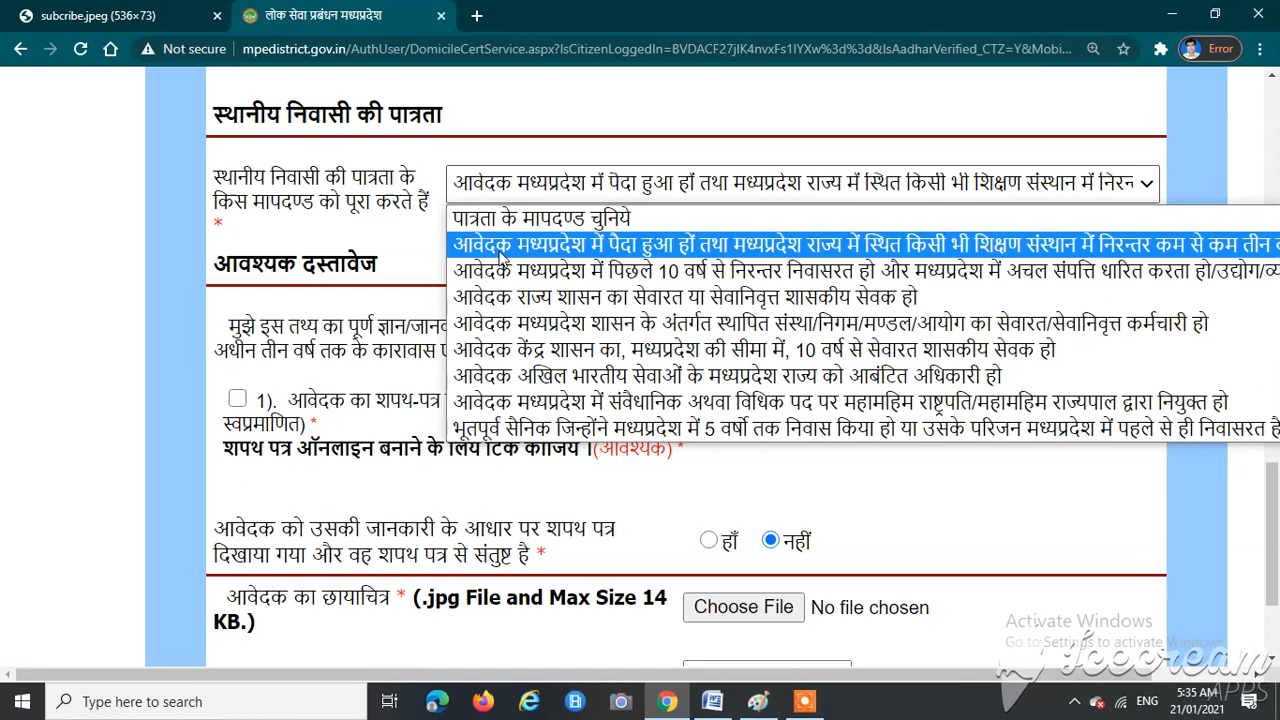 subcribe.jpeg (536×73)
लोक सेवा प्रबंधन मध्यप्रदेश
Not secure
mpedistrict.gov.in/AuthUser/DomicileCertService.aspx?IsCitizenLoggedIn=BVDACF27jIK4nvxFs1IYXw%3d%3d&IsAadharVerified_CTZ=Y&Mobi...
Error
स्थानीय निवासी की पात्रता
स्थानीय निवासी की पात्रता के
किस मापदण्ड को पूरा करते हैं
*
आवेदक मध्यप्रदेश में पैदा हुआ हों तथा मध्यप्रदेश राज्य में स्थित किसी भी शिक्षण संस्थान में निरन्
पात्रता के मापदण्ड चुनिये
आवेदक मध्यप्रदेश में पैदा हुआ हों तथा मध्यप्रदेश राज्य में स्थित किसी भी शिक्षण संस्थान में निरन्तर कम से कम तीन
आवेदक मध्यप्रदेश में पिछले 10 वर्ष से निरन्तर निवासरत हो और मध्यप्रदेश में अचल संपत्ति धारित करता हो/उद्योग/व्य
आवेदक राज्य शासन का सेवारत या सेवानिवृत्त शासकीय सेवक हो
आवेदक मध्यप्रदेश शासन के अंतर्गत स्थापित संस्था/निगम/मण्डल/आयोग का सेवारत/सेवानिवृत्त कर्मचारी हो
आवेदक केंद्र शासन का, मध्यप्रदेश की सीमा में, 10 वर्ष से सेवारत शासकीय सेवक हो
आवेदक अखिल भारतीय सेवाओं के मध्यप्रदेश राज्य को आबंटित अधिकारी हो
आवेदक मध्यप्रदेश में संवैधानिक अथवा विधिक पद पर महामहिम राष्ट्रपति/महामहिम राज्यपाल द्वारा नियुक्त हो
भूतपूर्व सैनिक जिन्होंने मध्यप्रदेश में 5 वर्षो तक निवास किया हो या उसके परिजन मध्यप्रदेश में पहले से ही निवासरत है
आवश्यक दस्तावेज
मुझे इस तथ्य का पूर्ण ज्ञान/जान
अधीन तीन वर्ष तक के कारावास
1). आवेदक का शपथ-पत्र
स्वप्रमाणित) *
शपथ पत्र ऑनलाइन बनाने के लिये टिक कीजिये ।(आवश्यक) *
आवेदक को उसकी जानकारी के आधार पर शपथ पत्र
दिखाया गया और वह शपथ पत्र से संतुष्ट है *
हाँ नहीं
आवेदक का छायाचित्र * (.jpg File and Max Size 14
KB.)
Choose File No file chosen
Activate Windows
Go to Settings to activate Windows.
Icecream
APPS
Type here to search
ENG
5:35 AM
21/01/2021